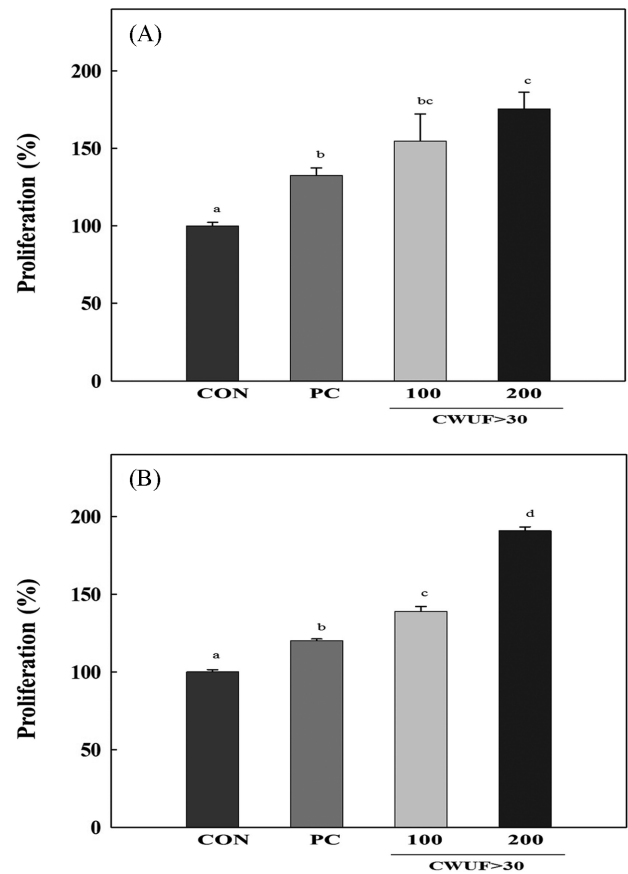 (A)
200
150
100
50
0
Proliferation (%)
a
b
bc
c
CON PC 100 200
CWUF>30
(B)
200
150
100
50
0
Proliferation (%)
a
b
c
d
CON PC 100 200
CWUF>30